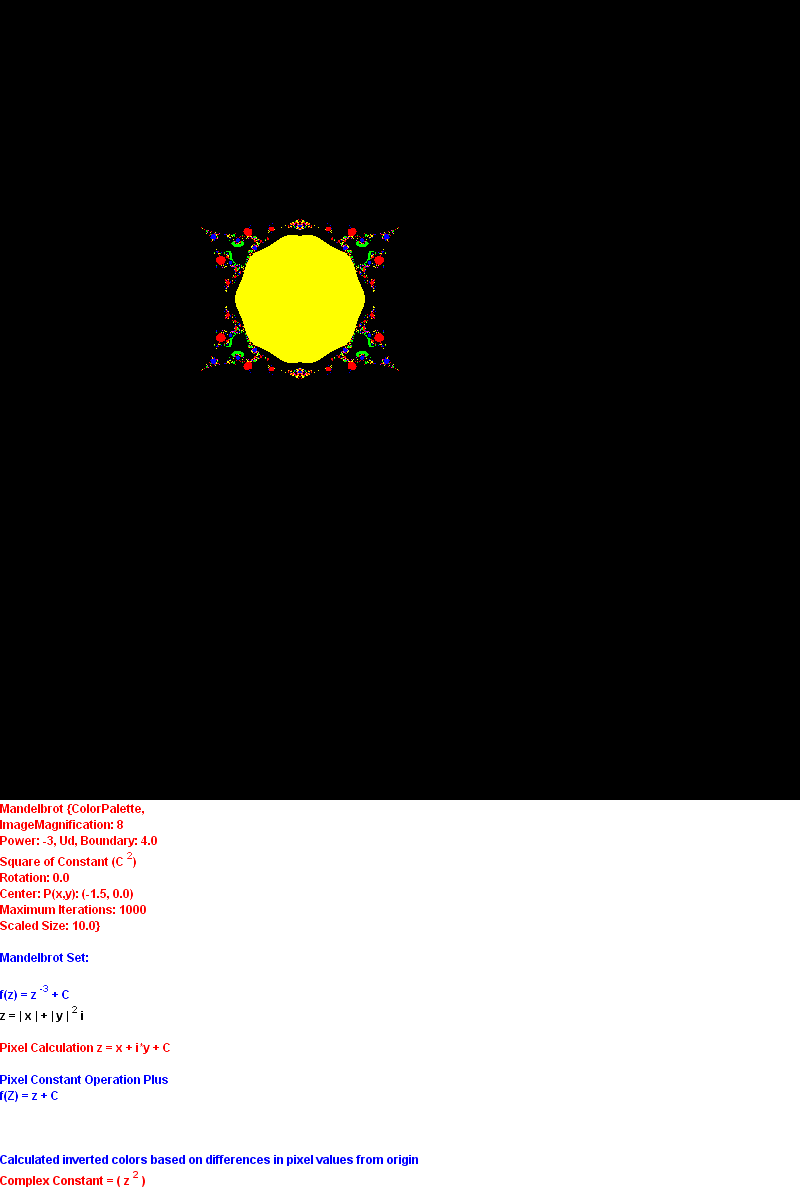 Mandelbrot {ColorPalette,
ImageMagnification: 8
Power: -3, Ud, Boundary: 4.0
Square of Constant (C ²)
Rotation: 0.0
Center: P(x,y): (-1.5, 0.0)
Maximum Iterations: 1000
Scaled Size: 10.0}
Mandelbrot Set:
f(z) = z ⁻³ + C
z = | x | + | y | ² i
Pixel Calculation z = x + i*y + C
Pixel Constant Operation Plus
f(Z) = z + C
Calculated inverted colors based on differences in pixel values from origin
Complex Constant = ( z ² )